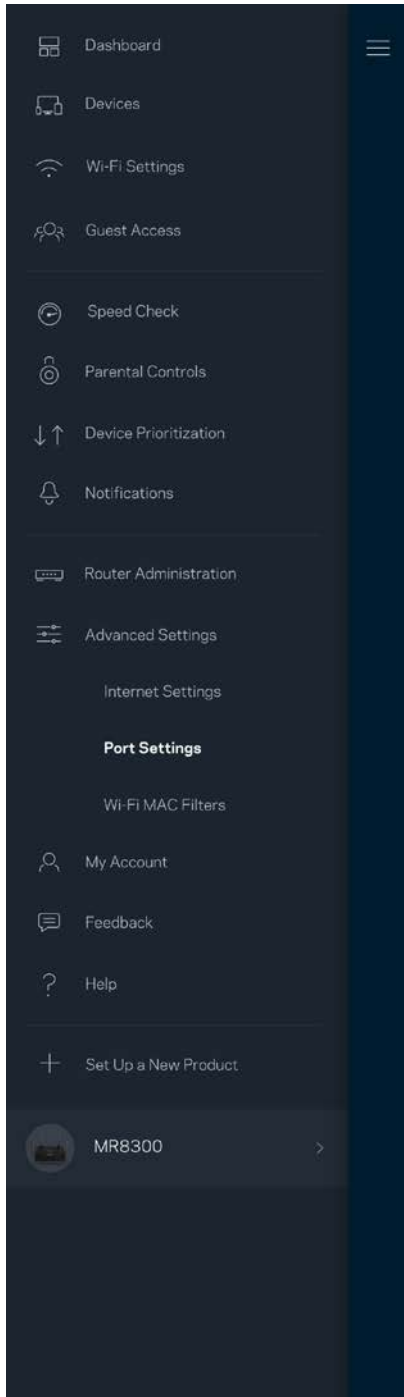 Dashboard
Devices
Wi-Fi Settings
Guest Access
Speed Check
Parental Controls
Device Prioritization
Notifications
Router Administration
Advanced Settings
Internet Settings
Port Settings
Wi-Fi MAC Filters
My Account
Feedback
Help
Set Up a New Product
MR8300